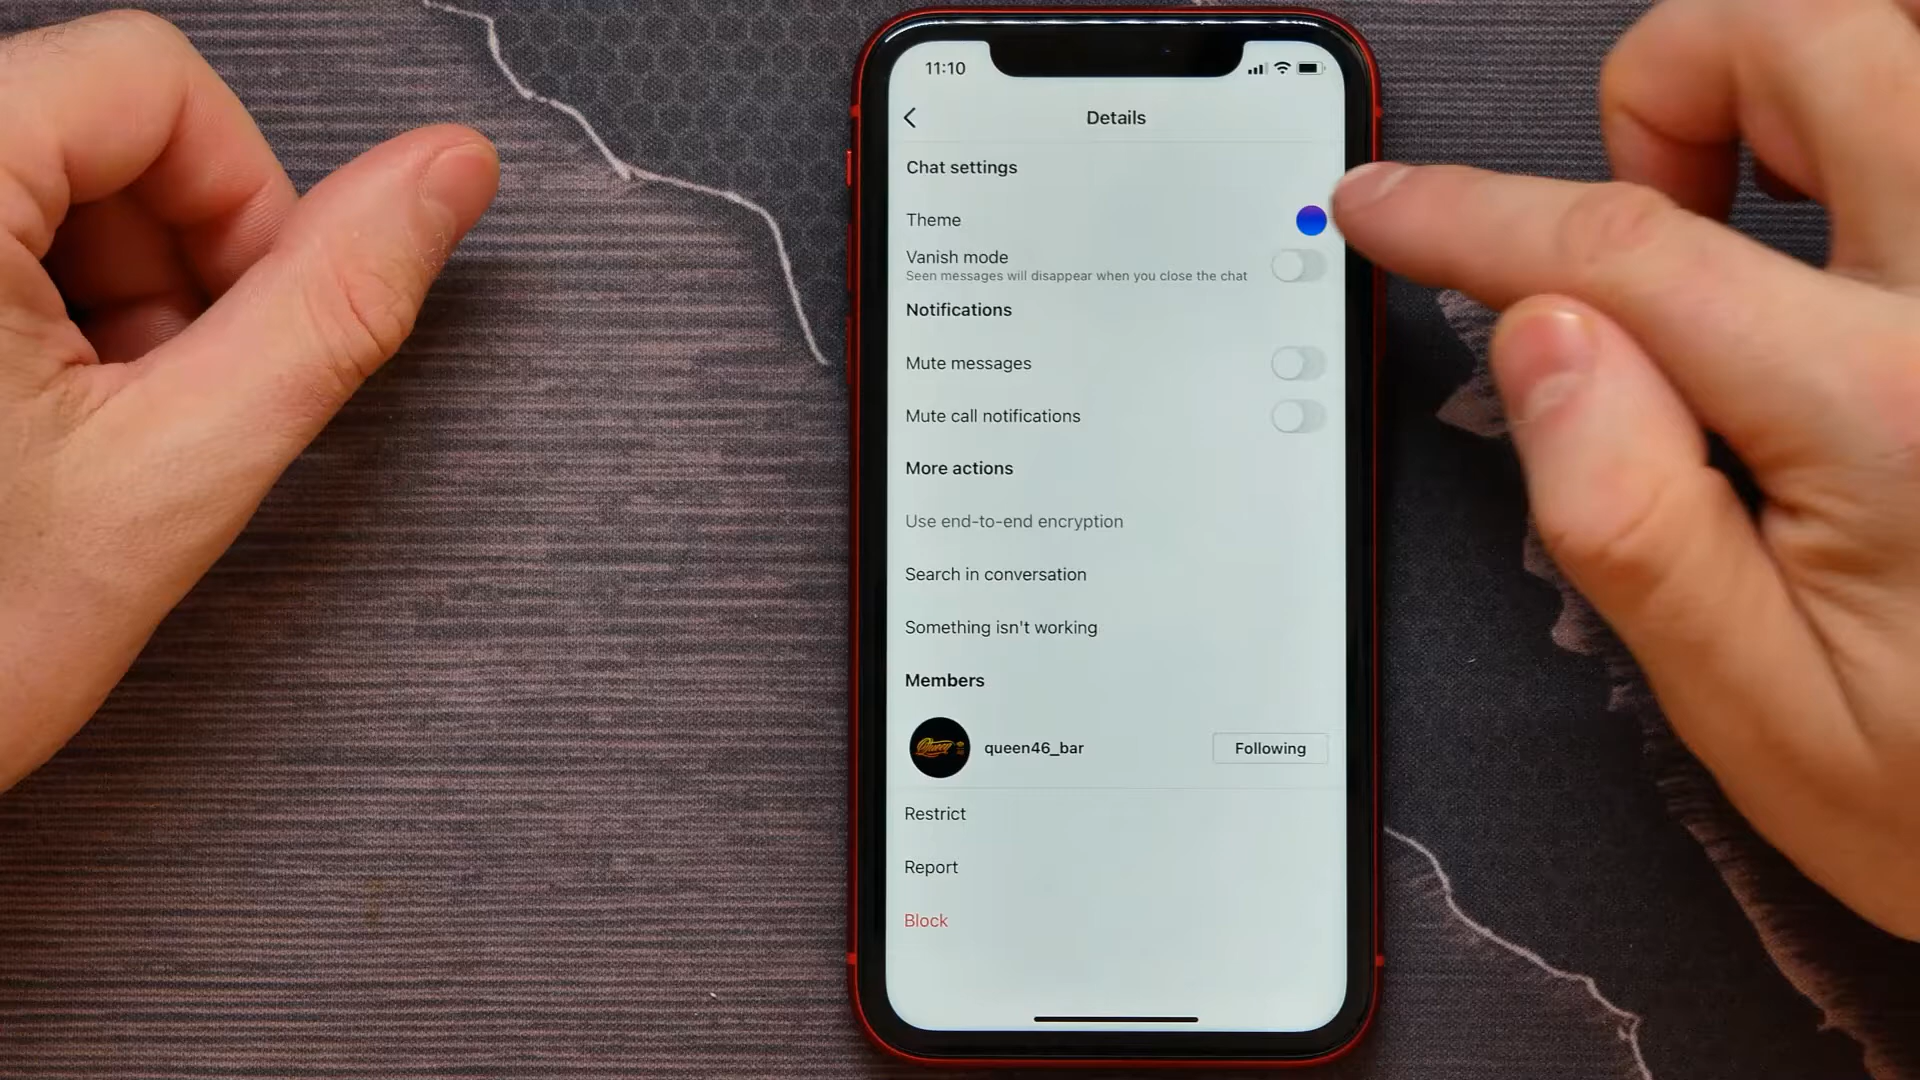 11:10
Details
Chat settings
Theme
Vanish mode
Seen messages will disappear when you close the chat
Notifications
Mute messages
Mute call notifications
More actions
Use end-to-end encryption
Search in conversation
Something isn't working
Members
Queen
queen46_bar
Following
Restrict
Report
Block